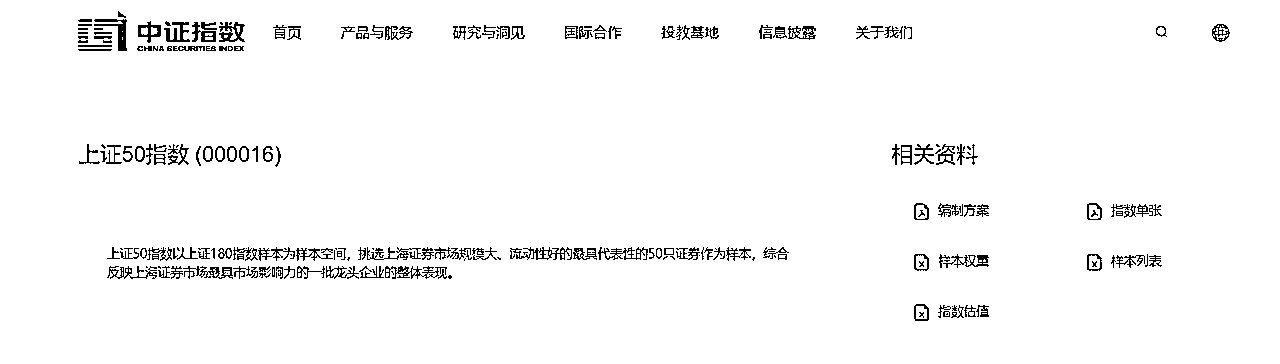 中证指数
CHINA SECURITIES INDEX
首页 产品与服务 研究与洞见 国际合作 投教基地 信息披露 关于我们
上证50指数 (000016)
上证50指数以上证180指数样本为样本空间，挑选上海证券市场规模大、流动性好的最具代表性的50只证券作为样本，综合
反映上海证券市场最具市场影响力的一批龙头企业的整体表现。
相关资料
编制方案 指数单张
样本权重 样本列表
指数估值